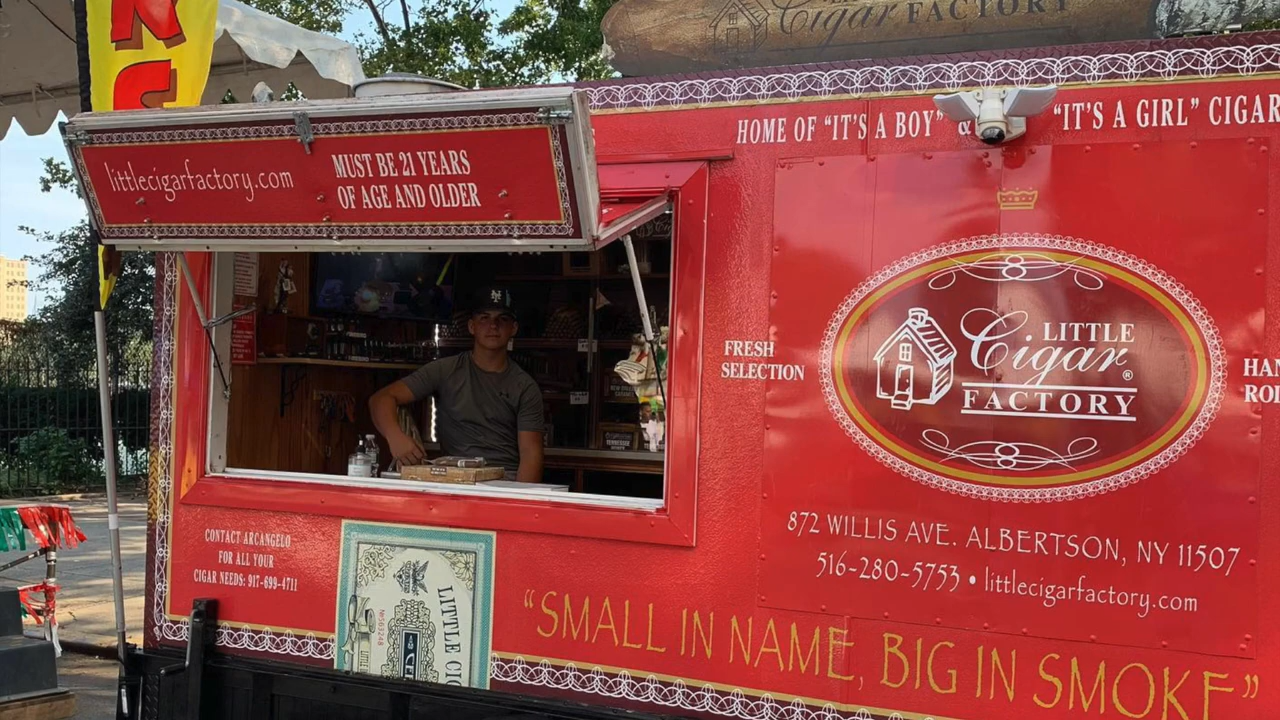 Cigar FACTORY
HOME OF "IT'S A BOY" & "IT'S A GIRL" CIGAR
littlecigarfactory.com
MUST BE 21 YEARS
OF AGE AND OLDER
FRESH
SELECTION
LITTLE
Cigar
FACTORY
®
872 WILLIS AVE. ALBERTSON, NY 11507
516-280-5753 • littlecigarfactory.com
CONTACT ARCANGELO
FOR ALL YOUR
CIGAR NEEDS: 917-699-4711
"SMALL IN NAME, BIG IN SMOKE"